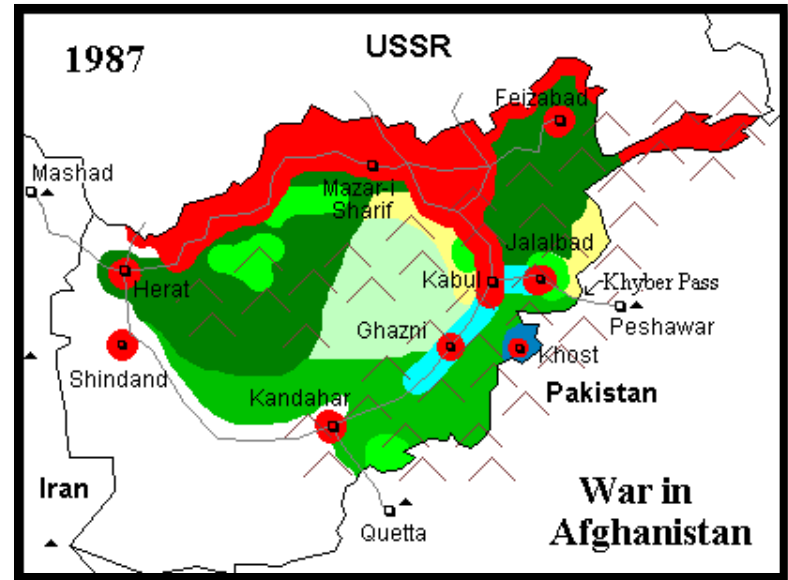 1987
USSR
Feizabad
Mashad
Mazar-i
Sharif
Jalalbad
Kabul
Khyber Pass
Herat
Peshawar
Ghazni
Khost
Shindand
Pakistan
Kandahar
Iran
War in
Afghanistan
Quetta